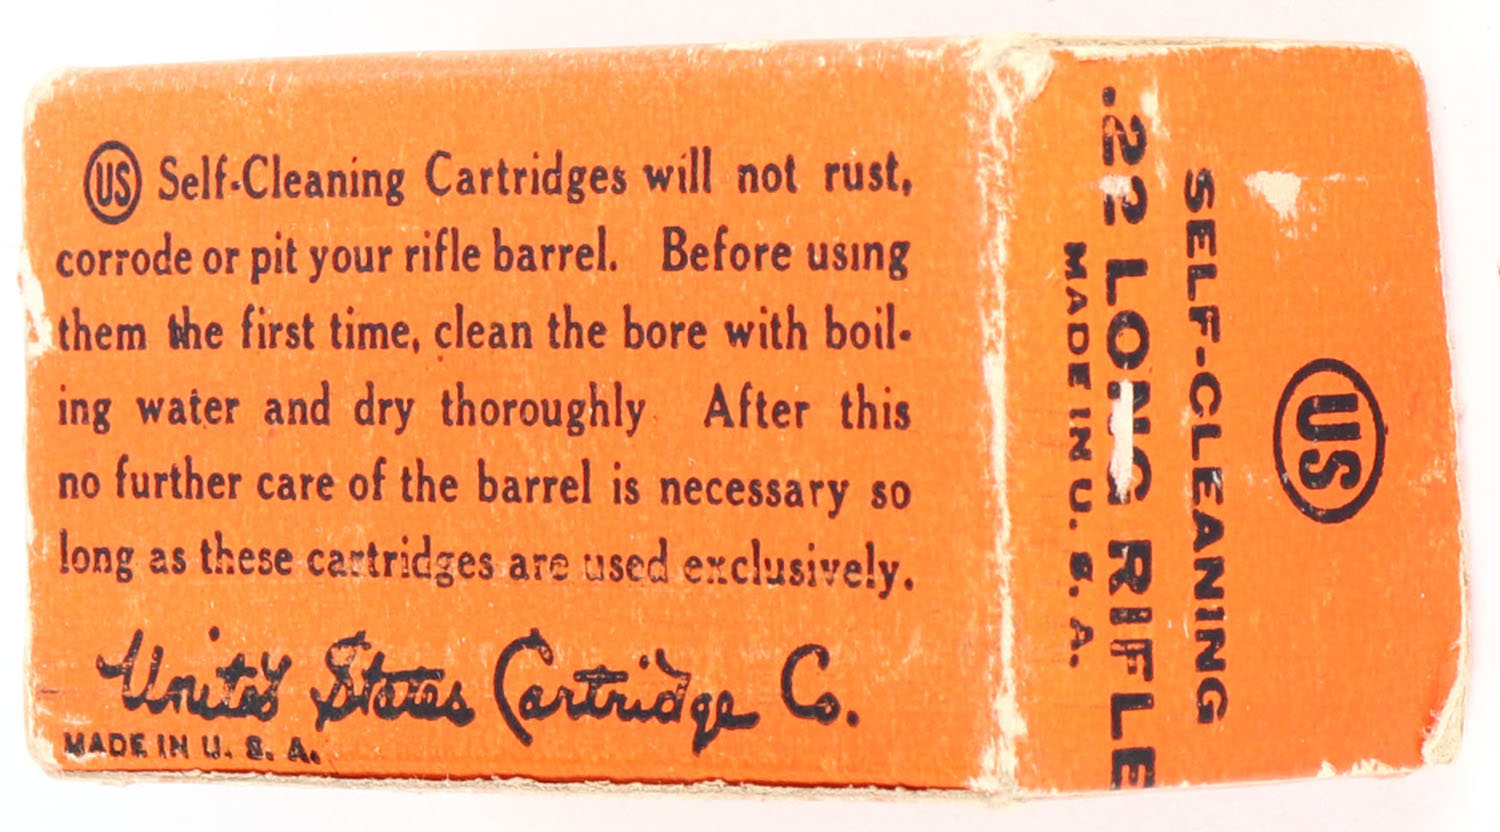 US Self-Cleaning Cartridges will not rust,
corrode or pit your rifle barrel. Before using
them the first time, clean the bore with boil-
ing water and dry thoroughly. After this
no further care of the barrel is necessary so
long as these cartridges are used exclusively.
United States Cartridge Co.
MADE IN U. S. A.
US
SELF-CLEANING
.22 LONG RIFLE
MADE IN U. S. A.